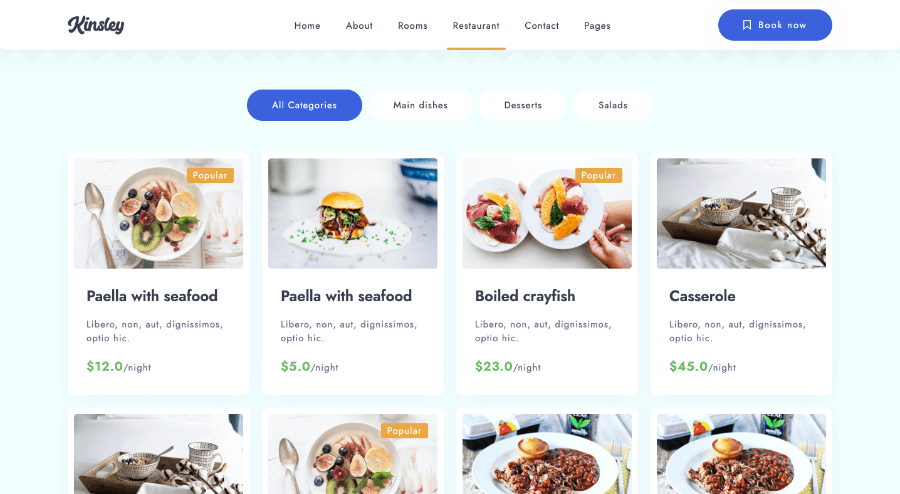 Kinsley
Home About Rooms Restaurant Contact Pages
Book now
All Categories Main dishes Desserts Salads
Popular Popular
Paella with seafood Paella with seafood Boiled crayfish Casserole
Libero, non, aut, dignissimos, Libero, non, aut, dignissimos, Libero, non, aut, dignissimos, Libero, non, aut, dignissimos,
optio hic. optio hic. optio hic. optio hic.
$12.0/night $5.0/night $23.0/night $45.0/night
Popular